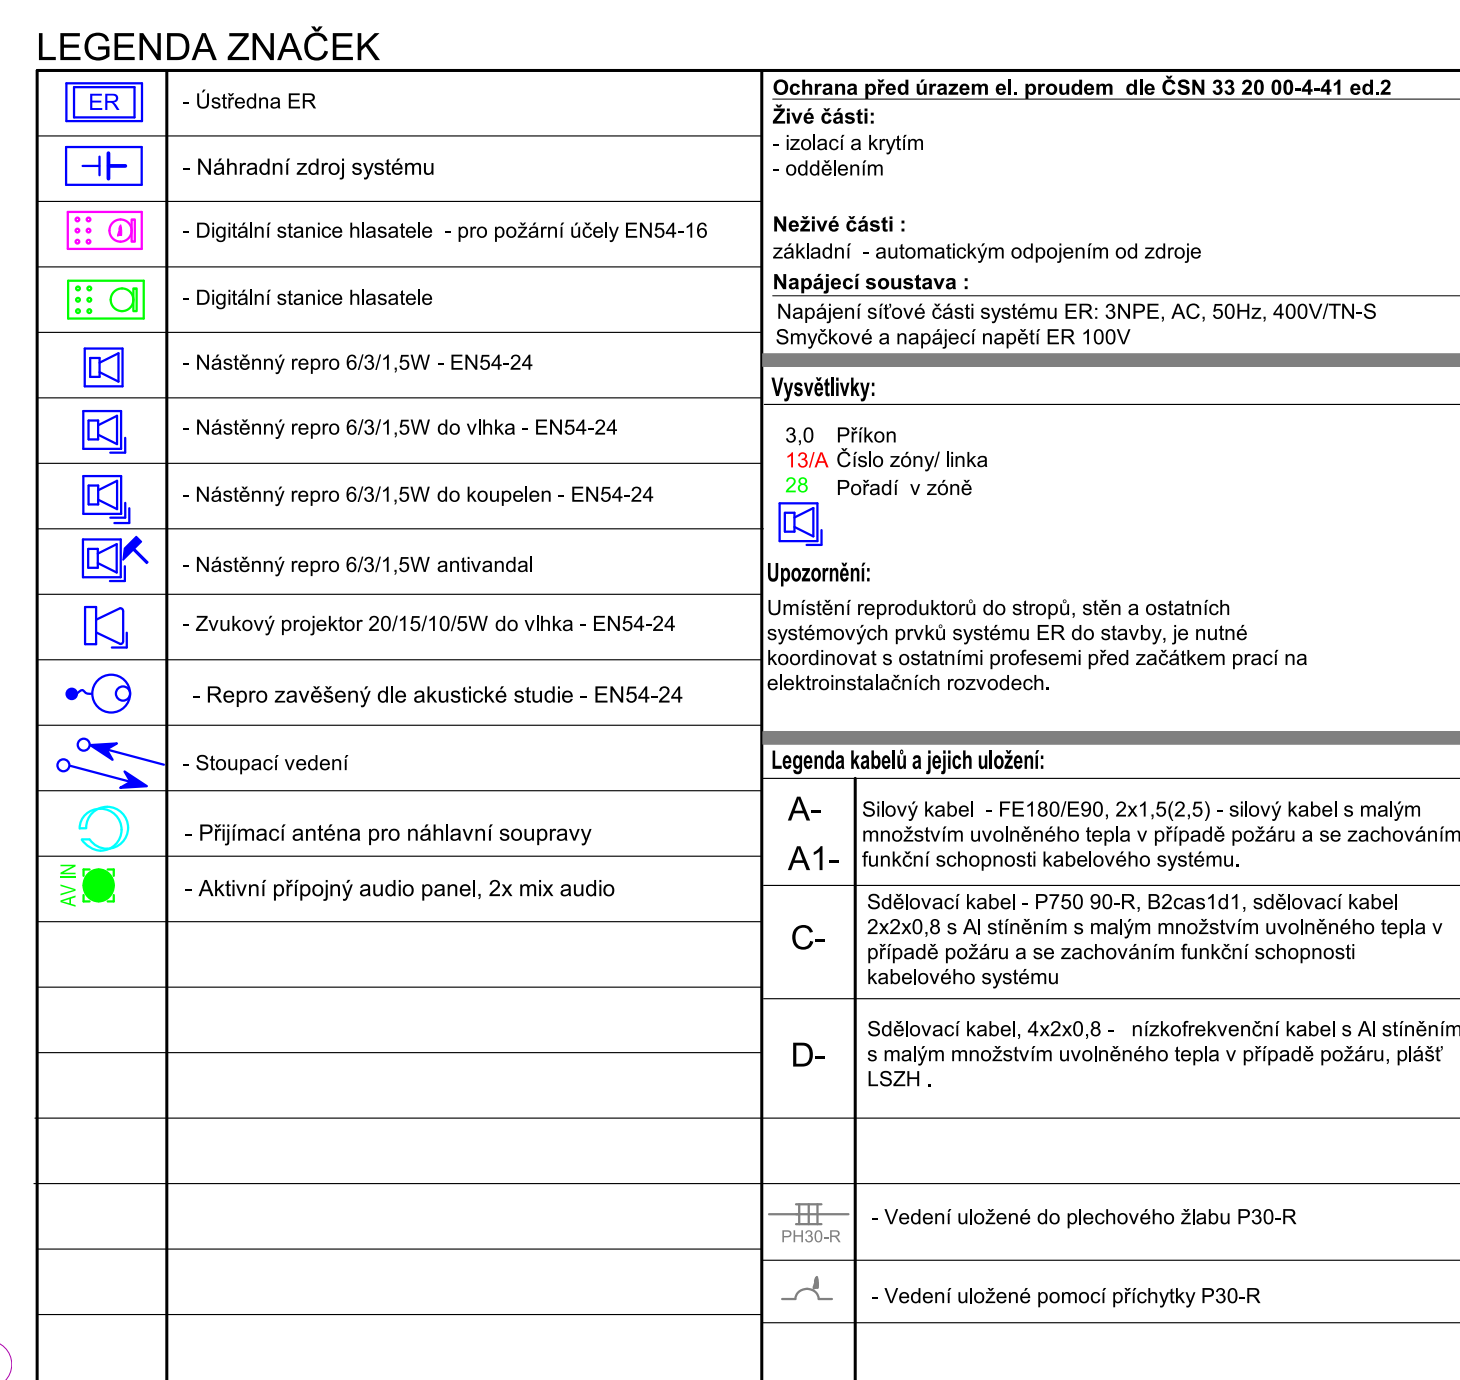 LEGENDA ZNAČEK
ER
- Ústředna ER
- Náhradní zdroj systému
- Digitální stanice hlasatele - pro požární účely EN54-16
- Digitální stanice hlasatele
- Nástěnný repro 6/3/1,5W - EN54-24
- Nástěnný repro 6/3/1,5W do vlhka - EN54-24
- Nástěnný repro 6/3/1,5W do koupelen - EN54-24
- Nástěnný repro 6/3/1,5W antivandal
- Zvukový projektor 20/15/10/5W do vlhka - EN54-24
- Repro zavěšený dle akustické studie - EN54-24
- Stoupací vedení
- Přijímací anténa pro náhlavní soupravy
AV IN
- Aktivní přípojný audio panel, 2x mix audio
Ochrana před úrazem el. proudem dle ČSN 33 20 00-4-41 ed.2
Živé části:
- izolací a krytím
- oddělením
Neživé části :
základní - automatickým odpojením od zdroje
Napájecí soustava :
Napájení síťové části systému ER: 3NPE, AC, 50Hz, 400V/TN-S
Smyčkové a napájecí napětí ER 100V
Vysvětlivky:
3,0 Příkon
13/A Číslo zóny/ linka
28 Pořadí v zóně
Upozornění:
Umístění reproduktorů do stropů, stěn a ostatních
systémových prvků systému ER do stavby, je nutné
koordinovat s ostatními profesemi před začátkem prací na
elektroinstalačních rozvodech.
Legenda kabelů a jejich uložení:
A-
A1-
Silový kabel - FE180/E90, 2x1,5(2,5) - silový kabel s malým
množstvím uvolněného tepla v případě požáru a se zachováním
funkční schopnosti kabelového systému.
C-
Sdělovací kabel - P750 90-R, B2cas1d1, sdělovací kabel
2x2x0,8 s Al stíněním s malým množstvím uvolněného tepla v
případě požáru a se zachováním funkční schopnosti
kabelového systému
D-
Sdělovací kabel, 4x2x0,8 - nízkofrekvenční kabel s Al stíněním
s malým množstvím uvolněného tepla v případě požáru, plášť
LSZH .
PH30-R
- Vedení uložené do plechového žlabu P30-R
- Vedení uložené pomocí příchytky P30-R